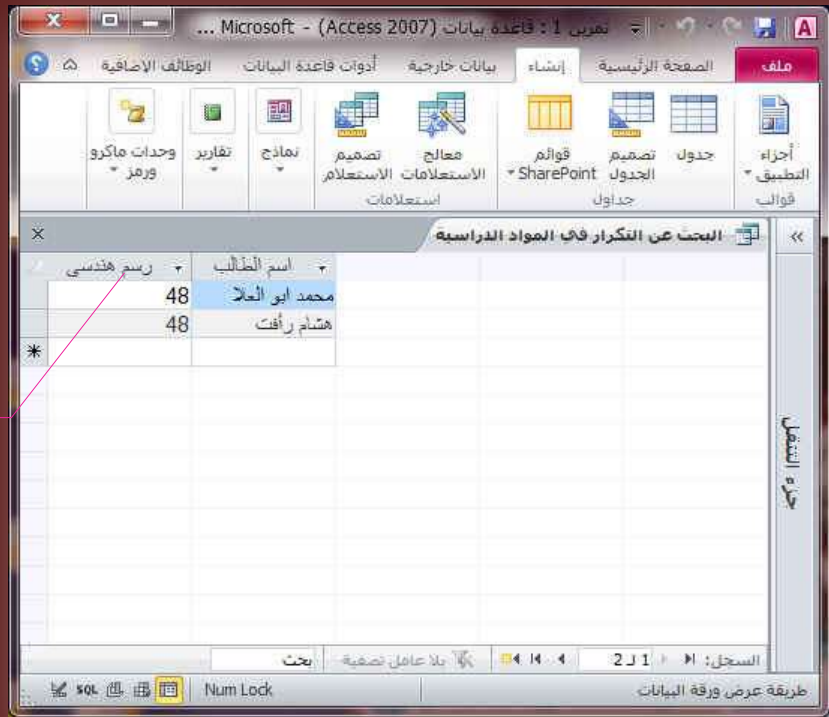 تمرين 1 : قاعدة بيانات (Access 2007) - Microsoft ...
ملف الصفحة الرئيسية إنشاء بيانات خارجية أدوات قاعدة البيانات الوظائف الإضافية
أجزاء التطبيق
جدول
تصميم الجدول
قوائم SharePoint
معالج الاستعلامات
تصميم الاستعلام
نماذج
تقارير
وحدات ماكرو ورمز
قوالب جداول استعلامات
البحث عن التكرار في المواد الدراسية
اسم الطالب رسم هندسى
محمد ابو العلا 48
هشام رأفت 48
جزء التنقل
السجل: 1 لـ 2 بلا عامل تصفية بحث
طريقة عرض ورقة البيانات Num Lock SQL